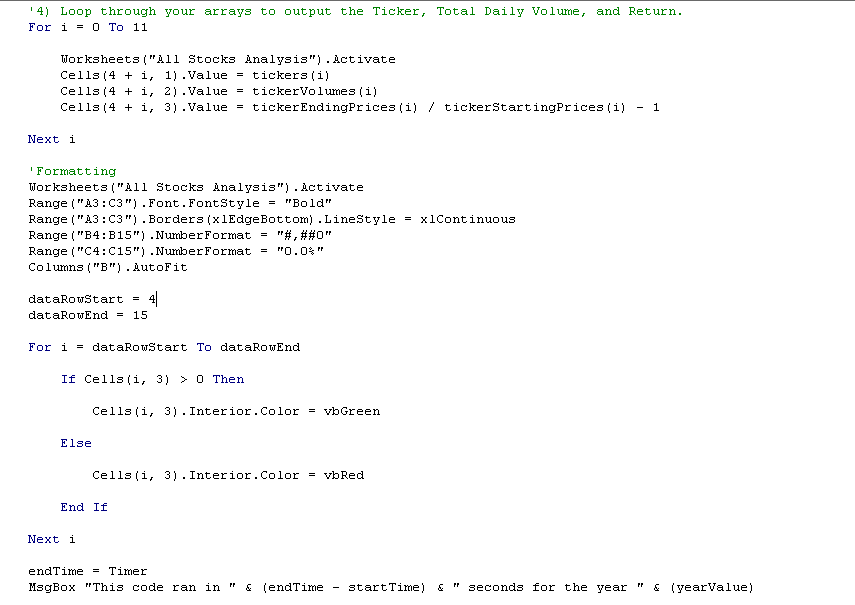 '4) Loop through your arrays to output the Ticker, Total Daily Volume, and Return.
For i = 0 To 11
Worksheets("All Stocks Analysis").Activate
Cells(4 + i, 1).Value = tickers(i)
Cells(4 + i, 2).Value = tickerVolumes(i)
Cells(4 + i, 3).Value = tickerEndingPrices(i) / tickerStartingPrices(i) - 1
Next i
'Formatting
Worksheets("All Stocks Analysis").Activate
Range("A3:C3").Font.FontStyle = "Bold"
Range("A3:C3").Borders(xlEdgeBottom).LineStyle = xlContinuous
Range("B4:B15").NumberFormat = "#,##0"
Range("C4:C15").NumberFormat = "0.0%"
Columns("B").AutoFit
dataRowStart = 4
dataRowEnd = 15
For i = dataRowStart To dataRowEnd
If Cells(i, 3) > 0 Then
Cells(i, 3).Interior.Color = vbGreen
Else
Cells(i, 3).Interior.Color = vbRed
End If
Next i
endTime = Timer
MsgBox "This code ran in " & (endTime - startTime) & " seconds for the year " & (yearValue)